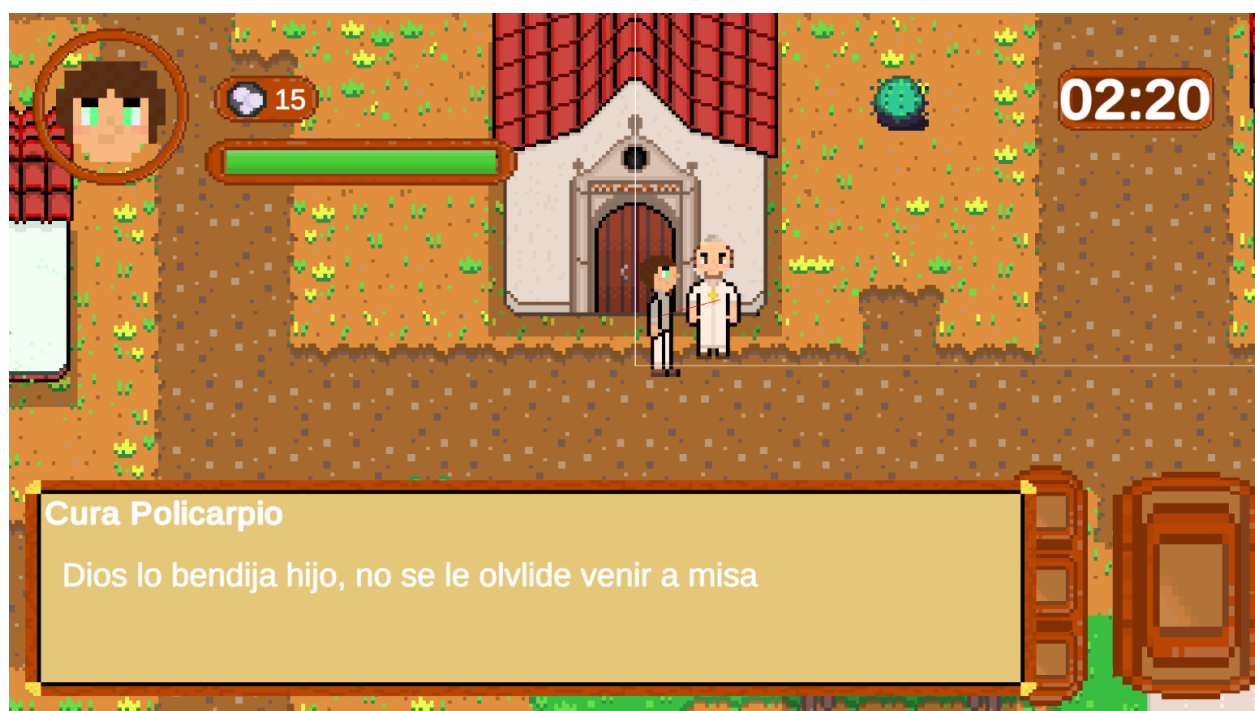 15
02:20
Cura Policarpio
Dios lo bendija hijo, no se le olvlide venir a misa